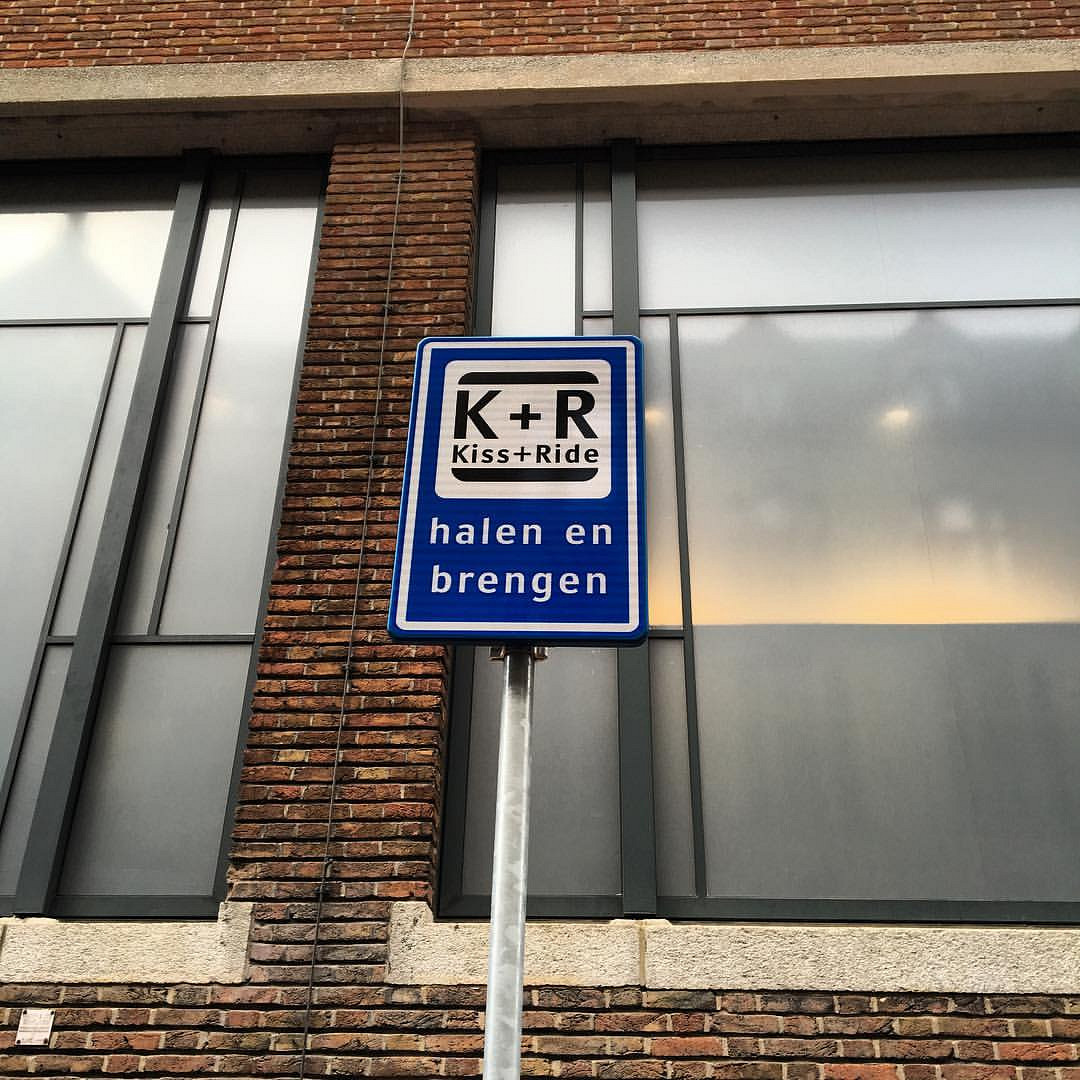 K+R
Kiss+Ride
halen en
brengen